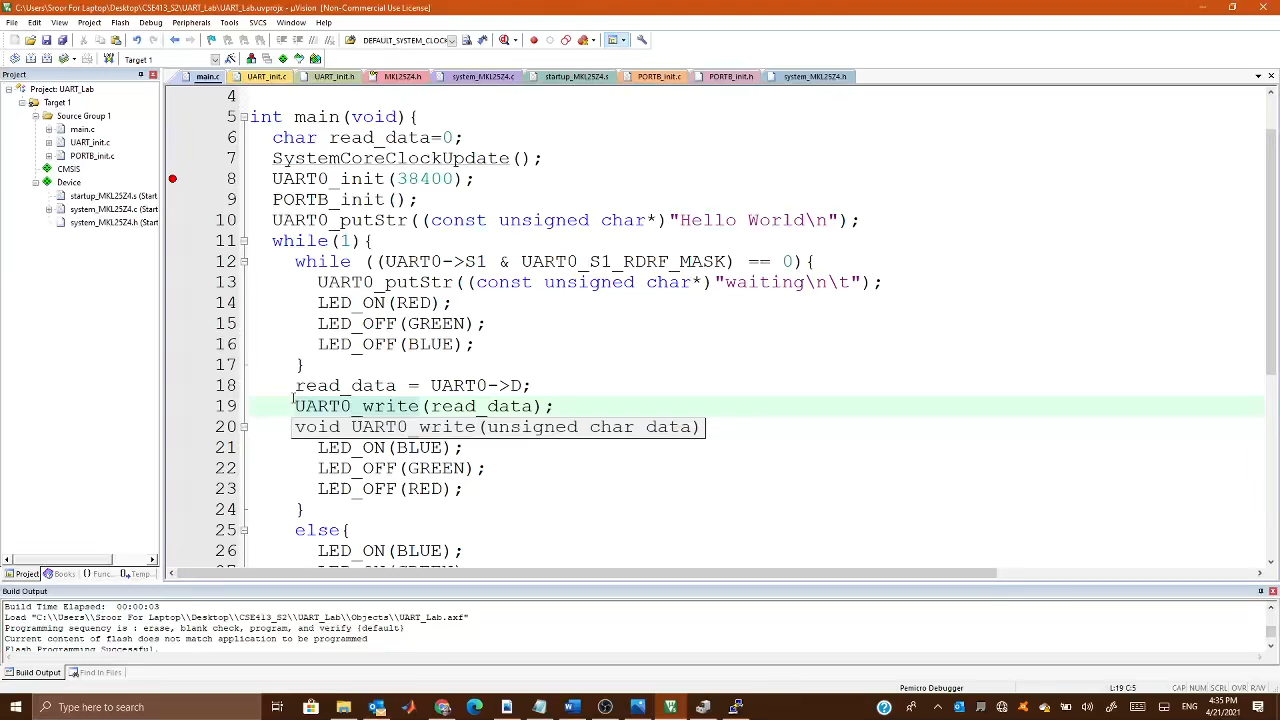 C:\Users\Sroor For Laptop\Desktop\CSE413_S2\UART_Lab\UART_Lab.uvprojx - µVision [Non-Commercial Use License]
File Edit View Project Flash Debug Peripherals Tools SVCS Window Help
DEFAULT_SYSTEM_CLOCK
Target 1
Project
main.c UART_init.c UART_init.h MKL25Z4.h system_MKL25Z4.c startup_MKL25Z4.s PORTB_init.c PORTB_init.h system_MKL25Z4.h
Project: UART_Lab
Target 1
Source Group 1
main.c
UART_init.c
PORTB_init.c
CMSIS
Device
startup_MKL25Z4.s (Start
system_MKL25Z4.c (Start
system_MKL25Z4.h (Start
4
5 int main(void){
6 char read_data=0;
7 SystemCoreClockUpdate();
8 UART0_init(38400);
9 PORTB_init();
10 UART0_putStr((const unsigned char*)"Hello World\n");
11 while(1){
12 while ((UART0->S1 & UART0_S1_RDRF_MASK) == 0){
13 UART0_putStr((const unsigned char*)"waiting\n\t");
14 LED_ON(RED);
15 LED_OFF(GREEN);
16 LED_OFF(BLUE);
17 }
18 read_data = UART0->D;
19 UART0_write(read_data);
20 void UART0_write(unsigned char data)
21 LED_ON(BLUE);
22 LED_OFF(GREEN);
23 LED_OFF(RED);
24 }
25 else{
26 LED_ON(BLUE);
Project Books {} Func... Temp...
Build Output
Build Time Elapsed: 00:00:03
Load "C:\\Users\\Sroor For Laptop\\Desktop\\CSE413_S2\\UART_Lab\\Objects\\UART_Lab.axf"
Programming sequency is : erase, blank check, program, and verify {default}
Current content of flash does not match application to be programmed
Flash Programming Successful.
Build Output Find In Files
Pemicro Debugger L:19 C:5 CAP NUM SCRL OVR R/W
Type here to search
4:35 PM
4/21/2021